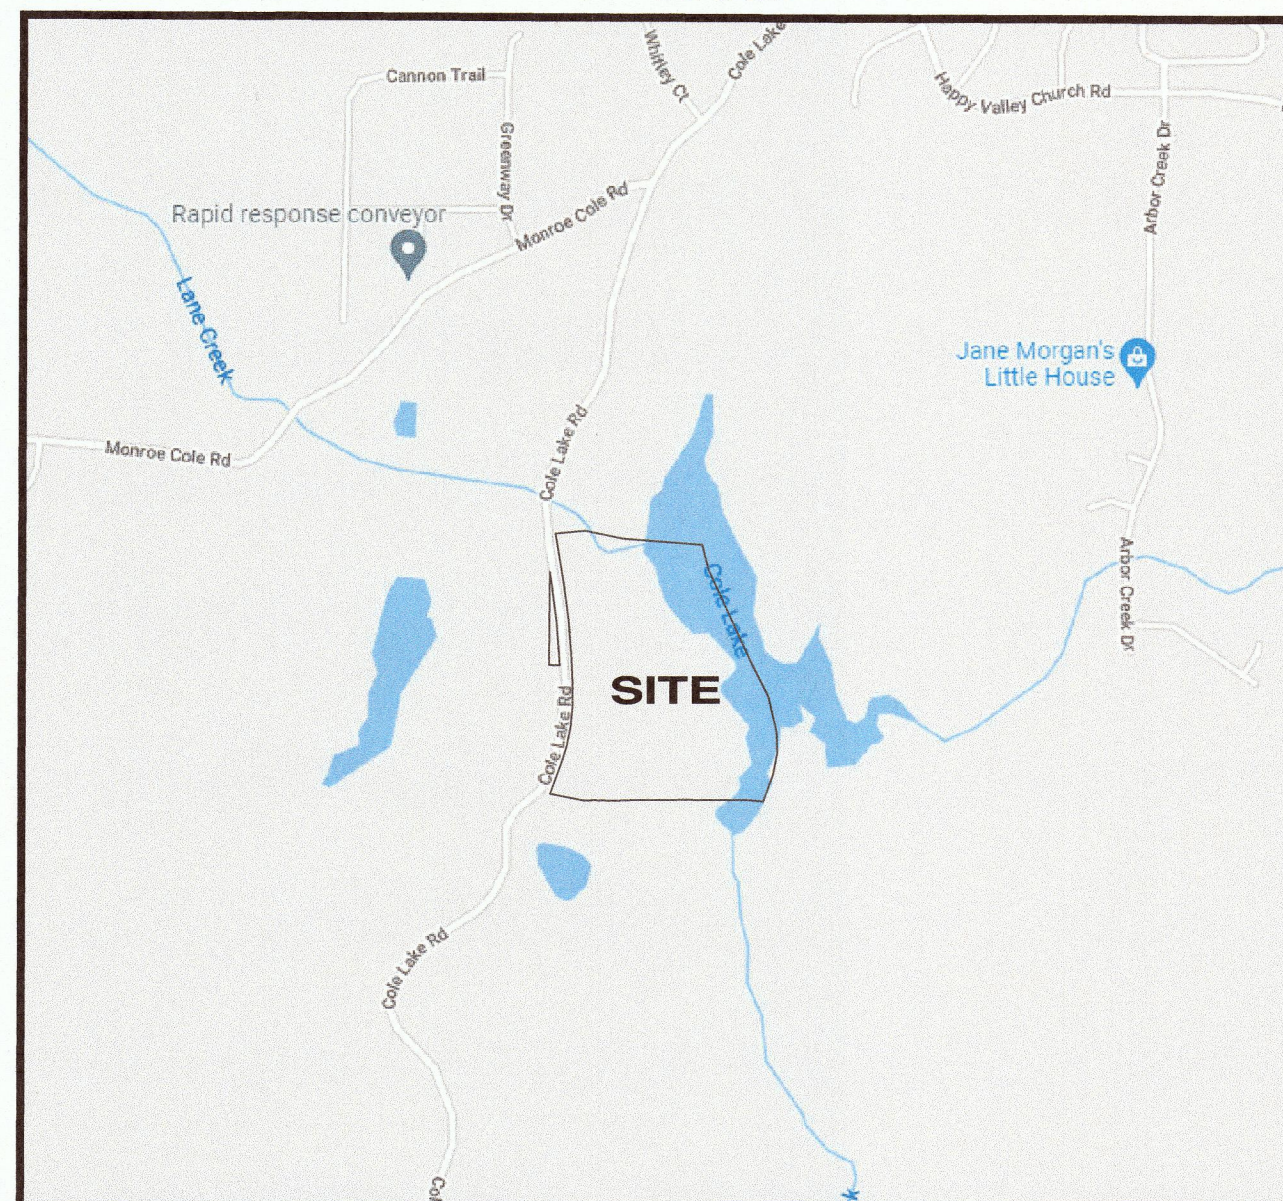 Whitley Ct
Cole Lake
Cannon Trail
Happy Valley Church Rd
Greenway Dr
Arbor Creek Dr
Monroe Cole Rd
Rapid response conveyor
Lane Creek
Jane Morgan's
Little House
Cole Lake Rd
Monroe Cole Rd
Arbor Creek Dr
Cole Lake
SITE
Cole Lake Rd
Cole Lake Rd